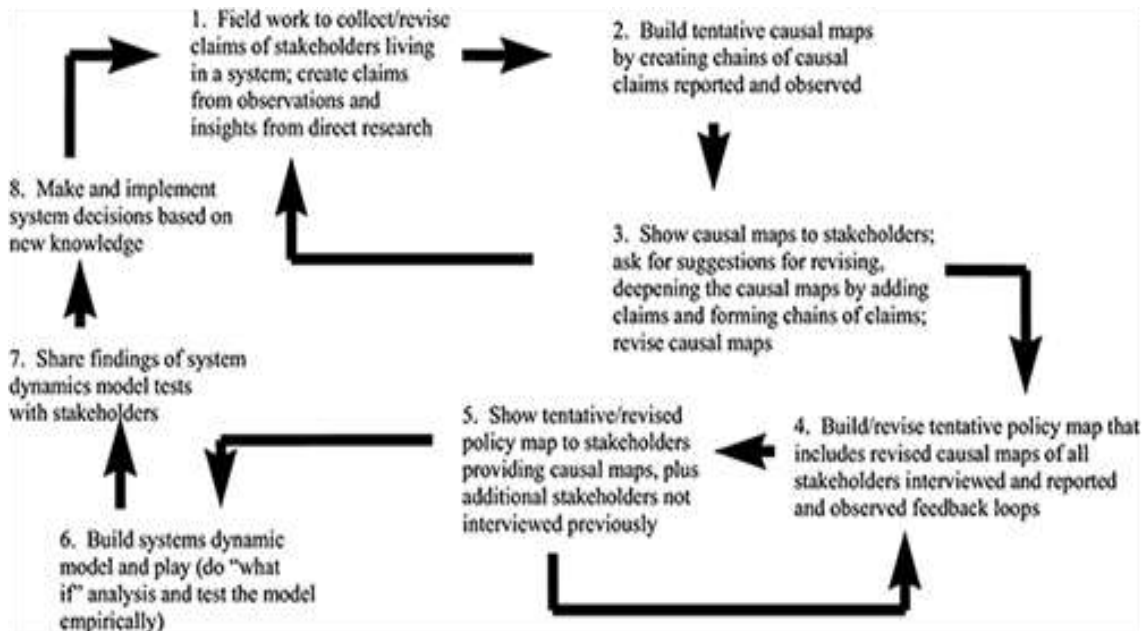 1. Field work to collect/revise
claims of stakeholders living
in a system; create claims
from observations and
insights from direct research
2. Build tentative causal maps
by creating chains of causal
claims reported and observed
3. Show causal maps to stakeholders;
ask for suggestions for revising,
deepening the causal maps by adding
claims and forming chains of claims;
revise causal maps
4. Build/revise tentative policy map that
includes revised causal maps of all
stakeholders interviewed and reported
and observed feedback loops
5. Show tentative/revised
policy map to stakeholders
providing causal maps, plus
additional stakeholders not
interviewed previously
6. Build systems dynamic
model and play (do “what
if” analysis and test the model
empirically)
7. Share findings of system
dynamics model tests
with stakeholders
8. Make and implement
system decisions based on
new knowledge